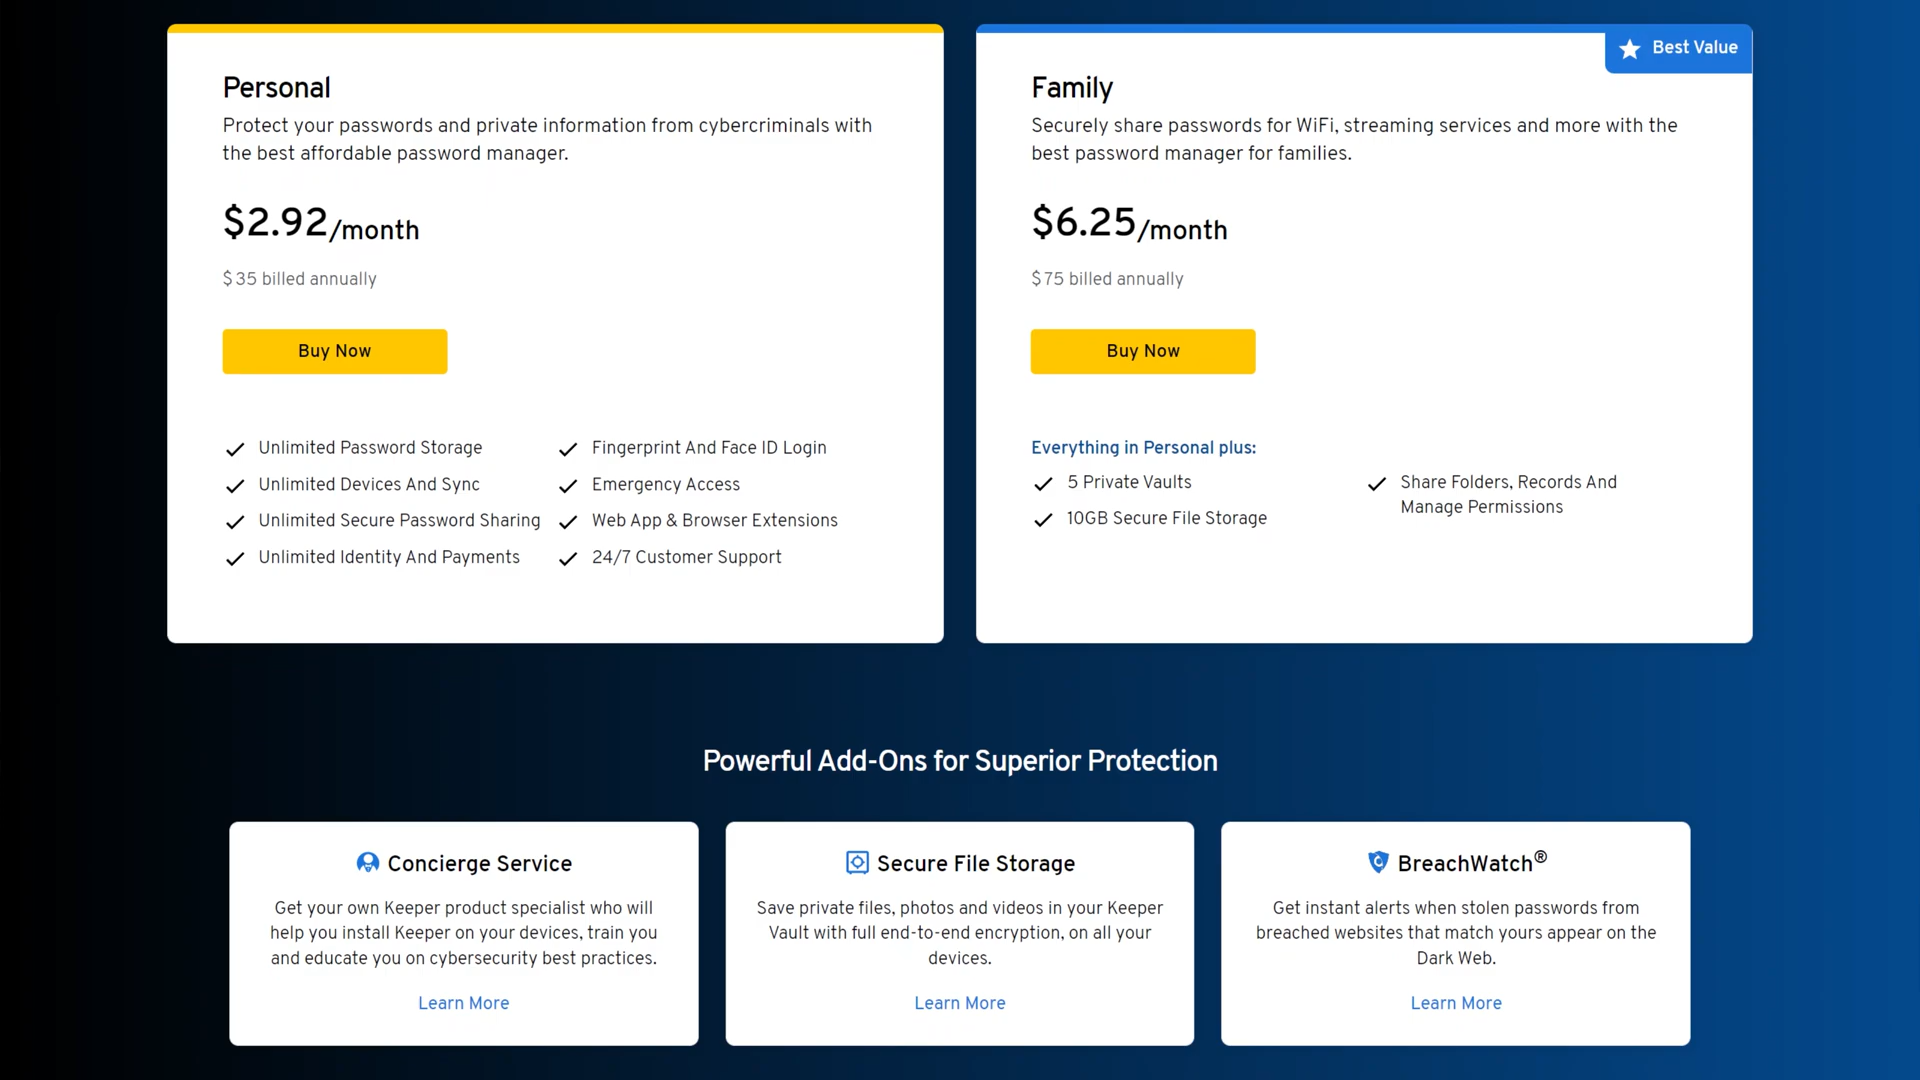 Personal
Protect your passwords and private information from cybercriminals with
the best affordable password manager.
$2.92/month
$35 billed annually
Buy Now
Unlimited Password Storage
Unlimited Devices And Sync
Unlimited Secure Password Sharing
Unlimited Identity And Payments
Fingerprint And Face ID Login
Emergency Access
Web App & Browser Extensions
24/7 Customer Support
Best Value
Family
Securely share passwords for WiFi, streaming services and more with the
best password manager for families.
$6.25/month
$75 billed annually
Buy Now
Everything in Personal plus:
5 Private Vaults
10GB Secure File Storage
Share Folders, Records And
Manage Permissions
Powerful Add-Ons for Superior Protection
Concierge Service
Get your own Keeper product specialist who will
help you install Keeper on your devices, train you
and educate you on cybersecurity best practices.
Learn More
Secure File Storage
Save private files, photos and videos in your Keeper
Vault with full end-to-end encryption, on all your
devices.
Learn More
BreachWatch®
Get instant alerts when stolen passwords from
breached websites that match yours appear on the
Dark Web.
Learn More